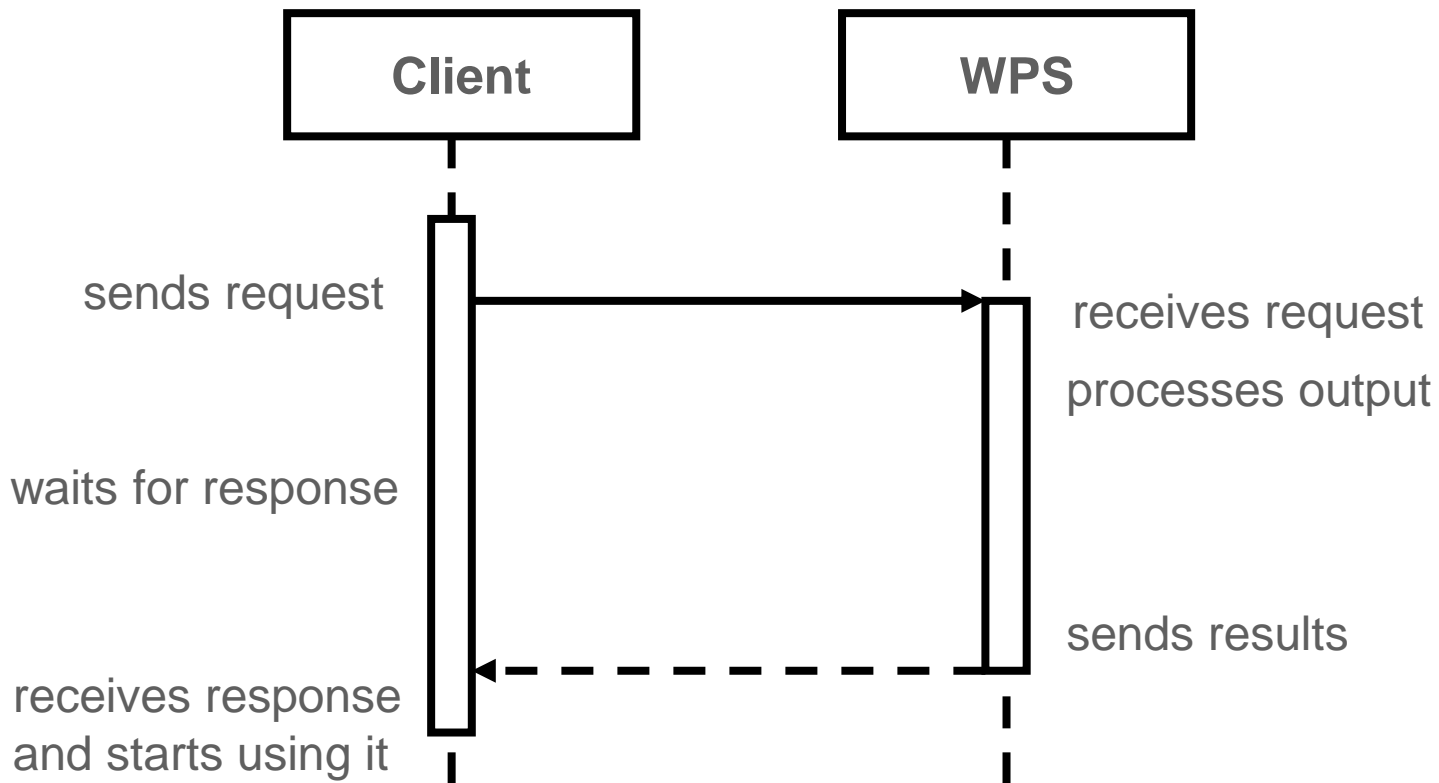 Client
WPS
sends request
receives request
processes output
waits for response
sends results
receives response
and starts using it